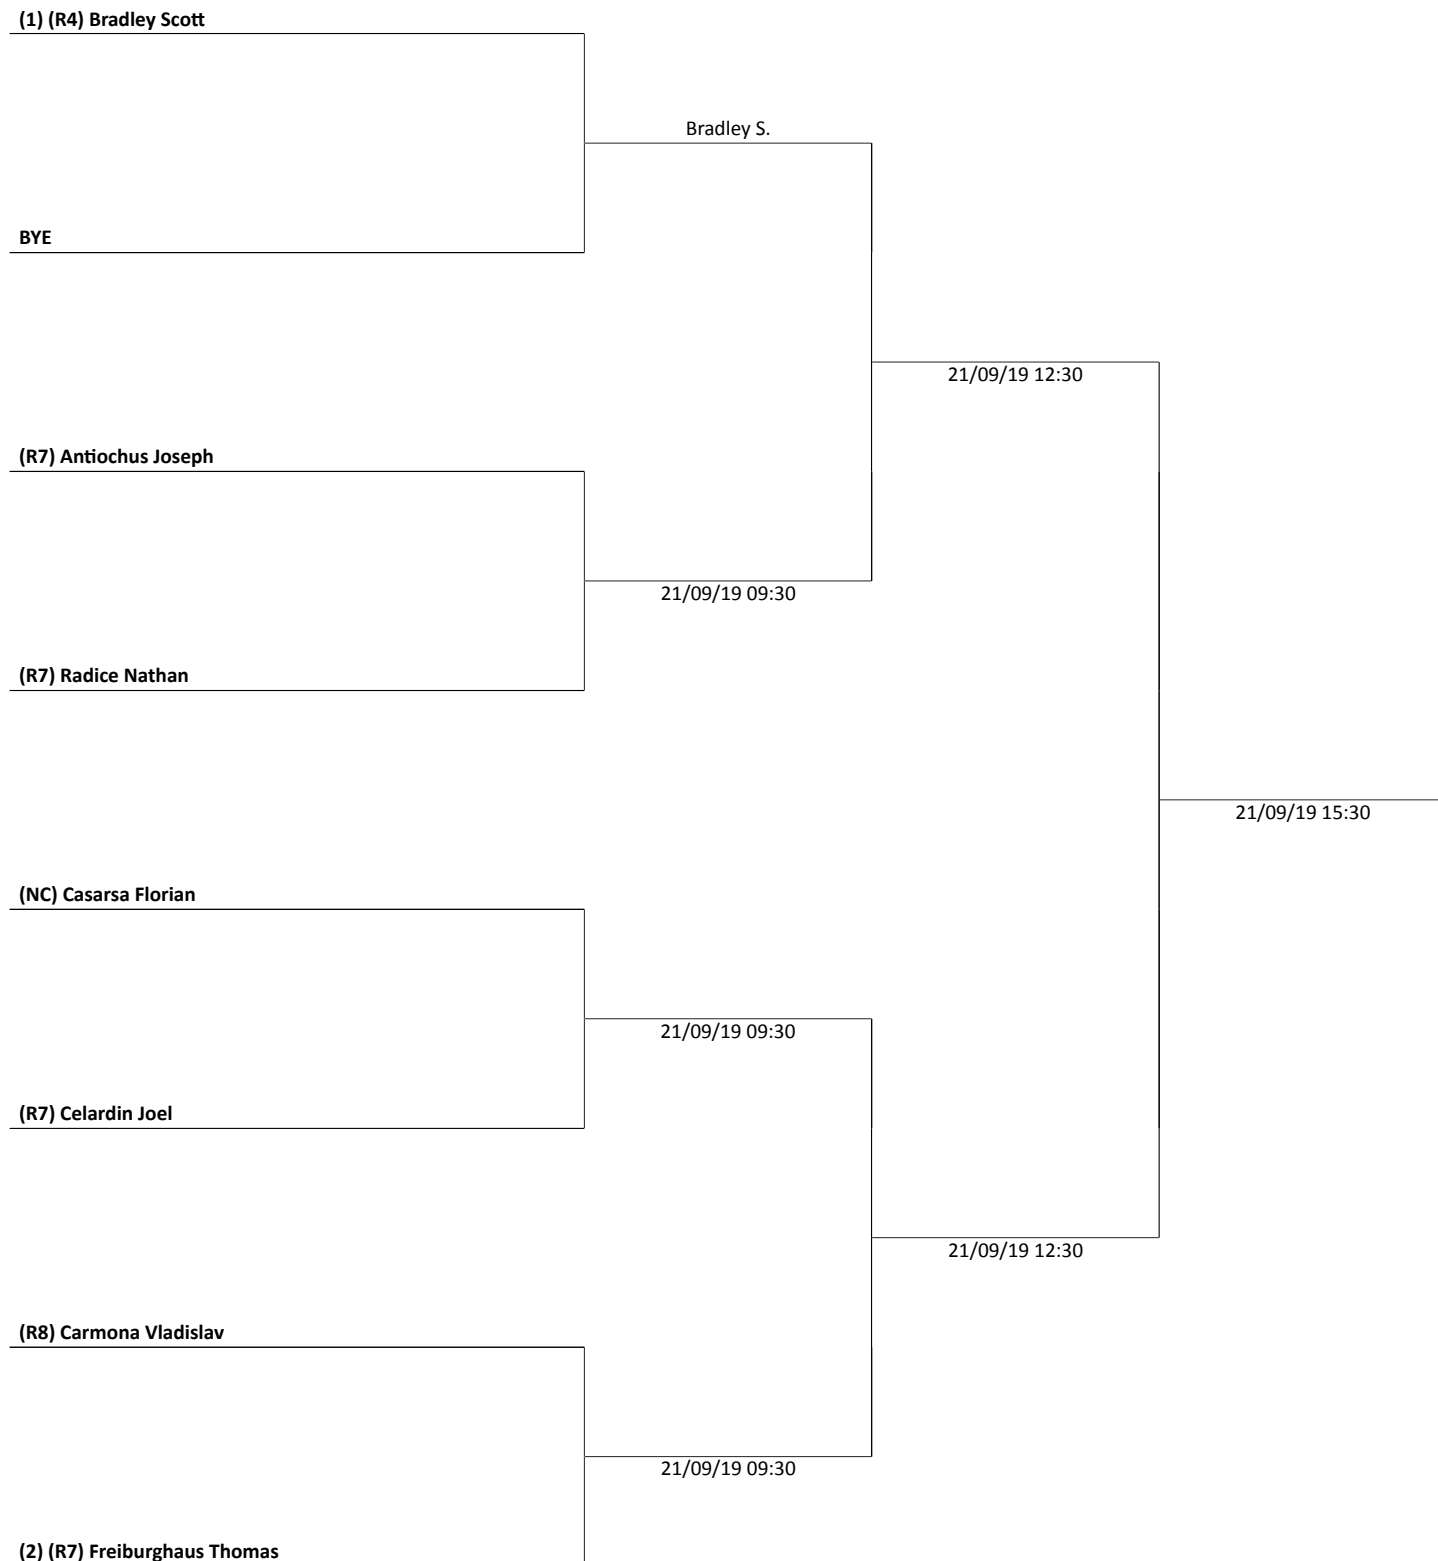 (1) (R4) Bradley Scott
Bradley S.
BYE
21/09/19 12:30
(R7) Antiochus Joseph
21/09/19 09:30
(R7) Radice Nathan
21/09/19 15:30
(NC) Casarsa Florian
21/09/19 09:30
(R7) Celardin Joel
21/09/19 12:30
(R8) Carmona Vladislav
21/09/19 09:30
(2) (R7) Freiburghaus Thomas